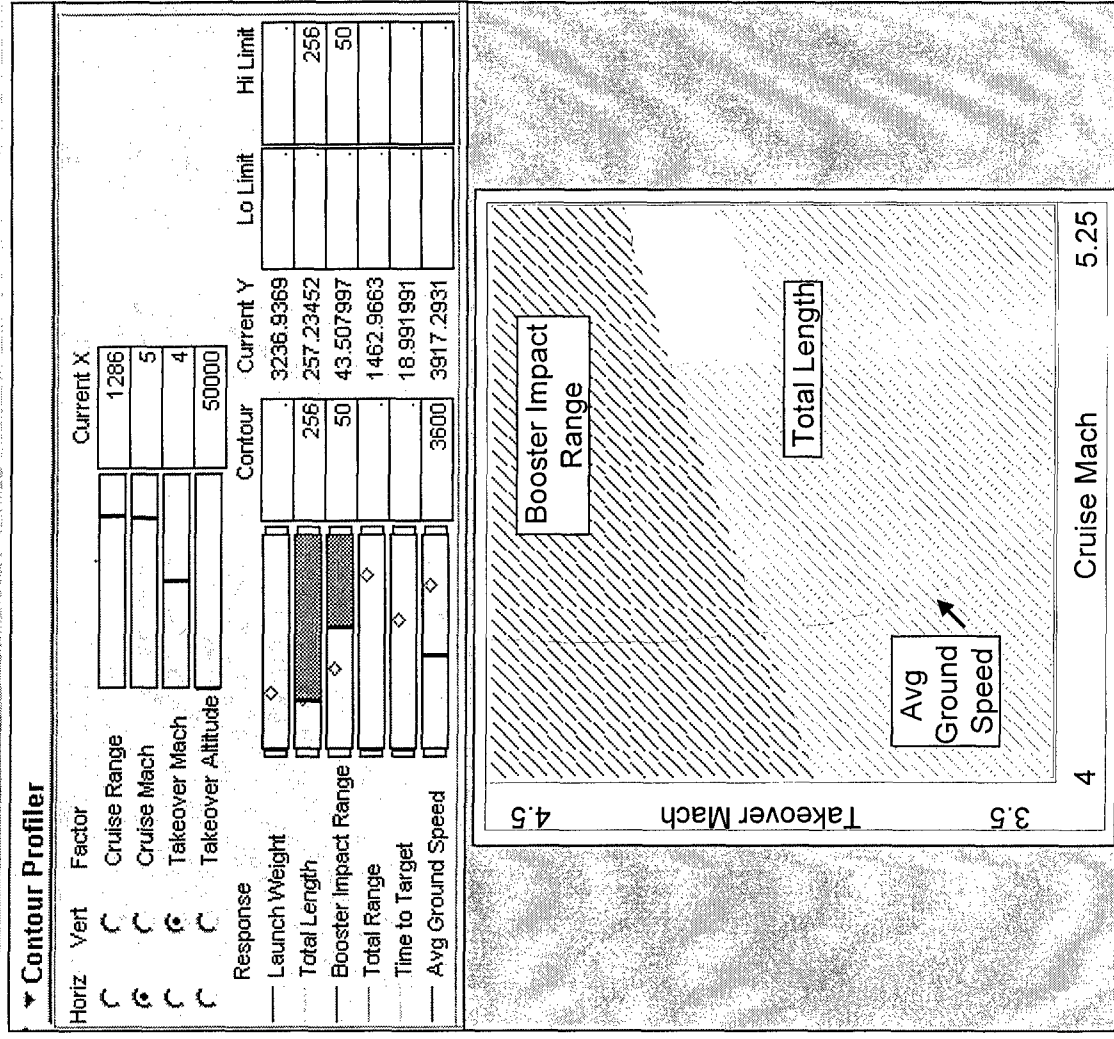 Contour Profiler
Horiz Vert Factor Current X
Cruise Range 1286
Cruise Mach 5
Takeover Mach 4
Takeover Altitude 50000
Response Contour Current Y Lo Limit Hi Limit
Launch Weight . 3236.9369 . .
Total Length 256 257.23452 . 256
Booster Impact Range 50 43.507997 . 50
Total Range . 1462.9663 . .
Time to Target . 18.991991 . .
Avg Ground Speed 3600 3917.2931 . .
4.5
Takeover Mach
3.5
Booster Impact
Range
Total Length
Avg
Ground
Speed
4 Cruise Mach 5.25